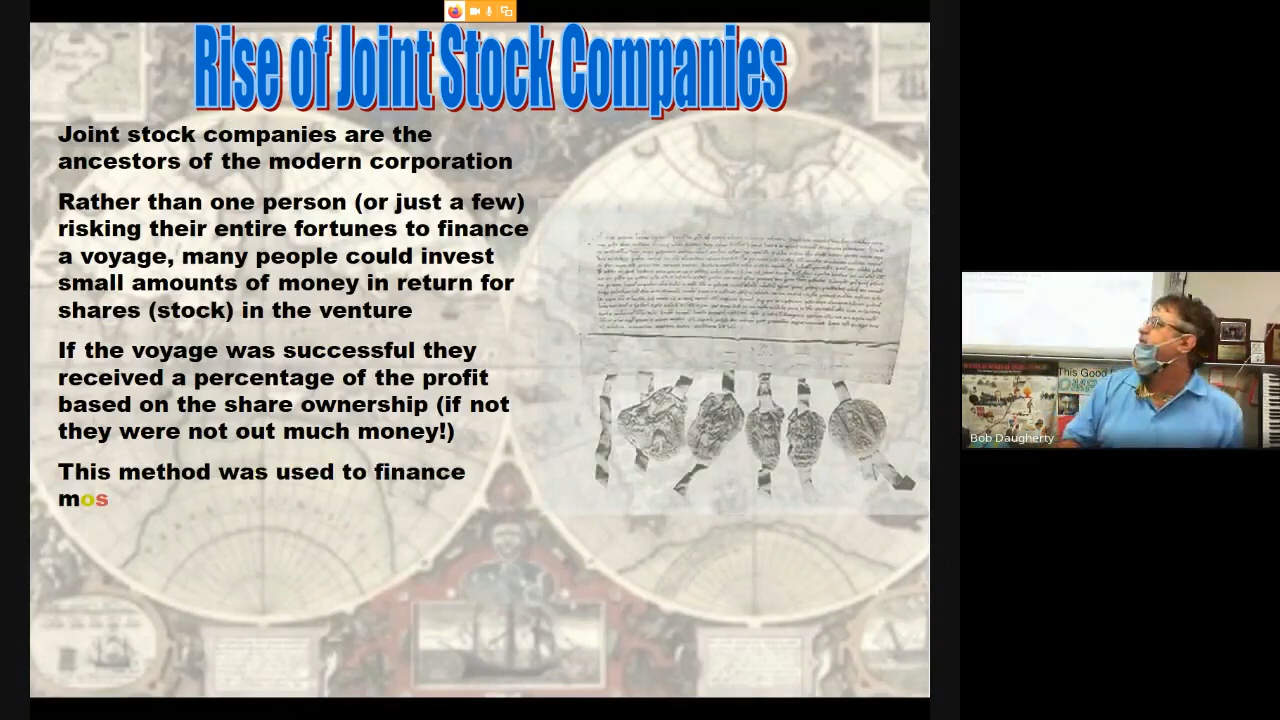 Rise of Joint Stock Companies
Joint stock companies are the
ancestors of the modern corporation
Rather than one person (or just a few)
risking their entire fortunes to finance
a voyage, many people could invest
small amounts of money in return for
shares (stock) in the venture
If the voyage was successful they
received a percentage of the profit
based on the share ownership (if not
they were not out much money!)
This method was used to finance
mos
This Good
Bob Daugherty